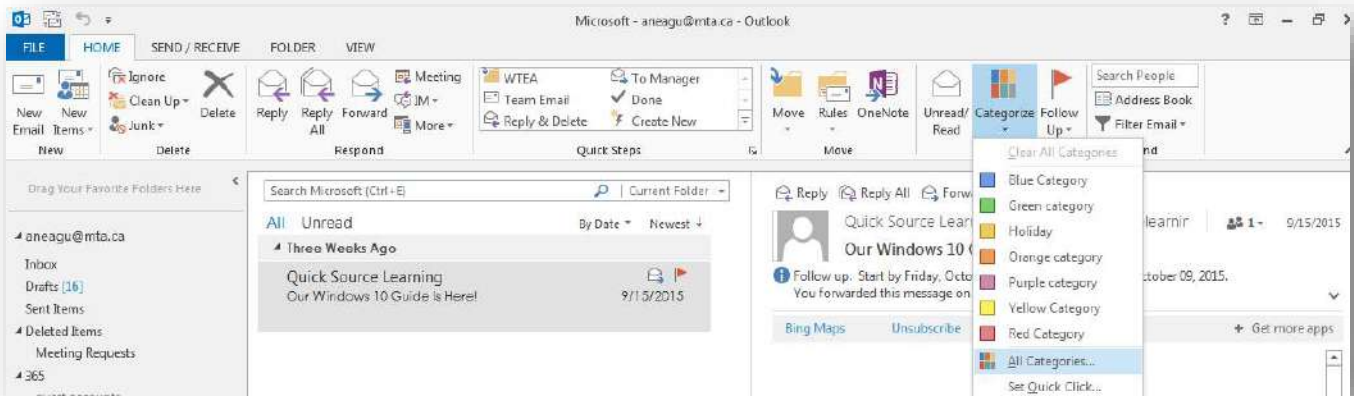 Microsoft - aneagu@mta.ca - Outlook
?
FILE HOME SEND / RECEIVE FOLDER VIEW
New Email
New Items
New
Ignore
Clean Up
Junk
Delete
Delete
Reply
Reply All
Forward
Meeting
IM
More
Respond
WTEA
Team Email
Reply & Delete
To Manager
Done
Create New
Quick Steps
Move
Rules
OneNote
Move
Unread/ Read
Categorize
Follow Up
Search People
Address Book
Filter Email
nd
Clear All Categories
Blue Category
Green category
Holiday
Orange category
Purple category
Yellow Category
Red Category
All Categories...
Set Quick Click...
Drag Your Favorite Folders Here
aneagu@mta.ca
Inbox
Drafts [16]
Sent Items
Deleted Items
Meeting Requests
365
guest accounts
Search Microsoft (Ctrl+E) Current Folder
All Unread By Date Newest
Three Weeks Ago
Quick Source Learning
Our Windows 10 Guide is Here!
9/15/2015
Reply Reply All Forw
Quick Source Lear
learnir
1
9/15/2015
Our Windows 10
Follow up. Start by Friday, Octo
ctober 09, 2015.
You forwarded this message on
Bing Maps Unsubscribe + Get more apps